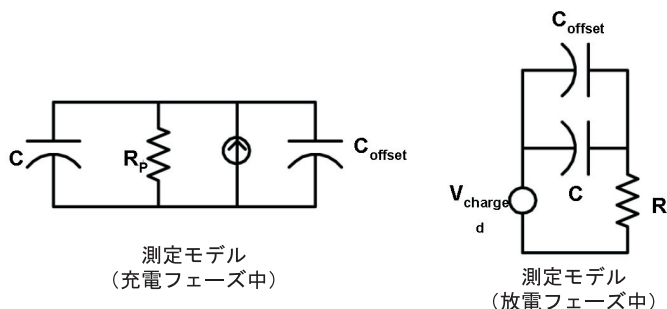 C
R_P
C_offset
測定モデル
(充電フェーズ中)
C_offset
C
V_charge
d
R
測定モデル
(放電フェーズ中)